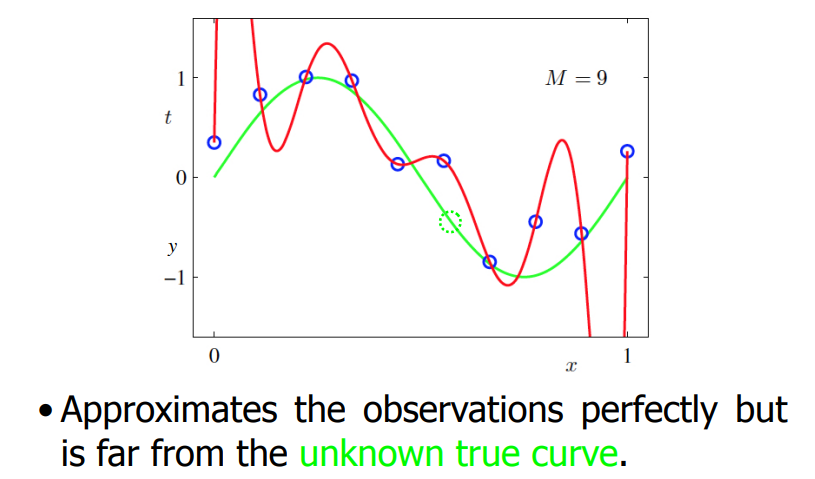 1
M = 9
t
0
y
−1
0
x
1
• Approximates the observations perfectly but
is far from the unknown true curve.